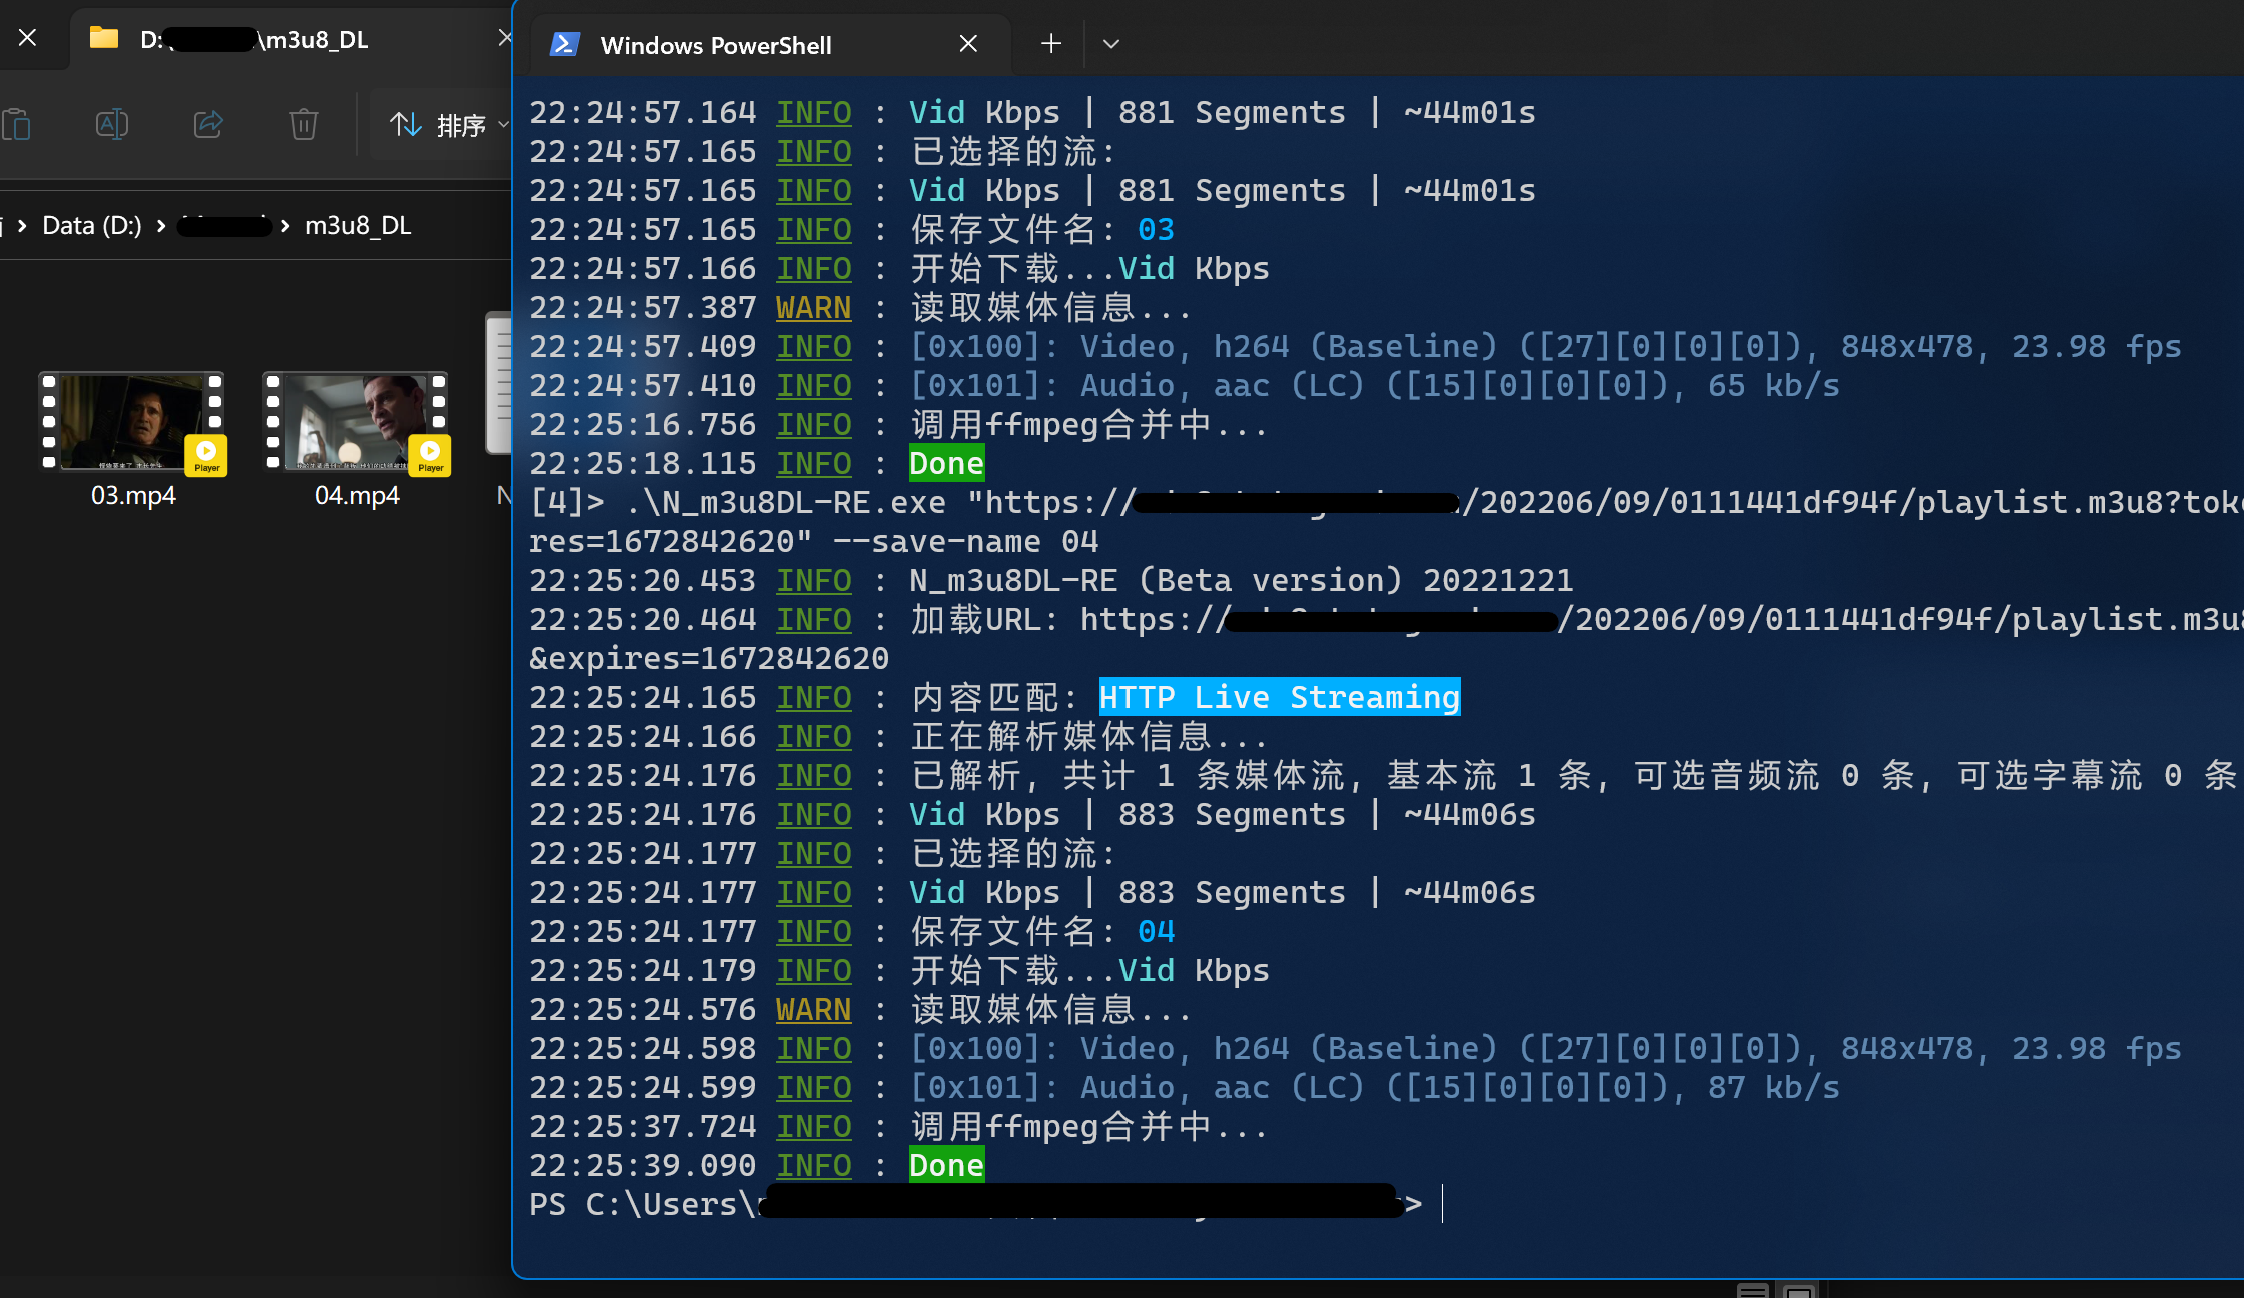 D:\ \m3u8_DL
排序
Data (D:) › › m3u8_DL
Player
03.mp4
Player
04.mp4
N
Windows PowerShell
22:24:57.164 INFO : Vid Kbps | 881 Segments | ~44m01s
22:24:57.165 INFO : 已选择的流:
22:24:57.165 INFO : Vid Kbps | 881 Segments | ~44m01s
22:24:57.165 INFO : 保存文件名: 03
22:24:57.166 INFO : 开始下载...Vid Kbps
22:24:57.387 WARN : 读取媒体信息...
22:24:57.409 INFO : [0x100]: Video, h264 (Baseline) ([27][0][0][0]), 848x478, 23.98 fps
22:24:57.410 INFO : [0x101]: Audio, aac (LC) ([15][0][0][0]), 65 kb/s
22:25:16.756 INFO : 调用ffmpeg合并中...
22:25:18.115 INFO : Done
[4]> .\N_m3u8DL-RE.exe "https:// /202206/09/0111441df94f/playlist.m3u8?tok
res=1672842620" --save-name 04
22:25:20.453 INFO : N_m3u8DL-RE (Beta version) 20221221
22:25:20.464 INFO : 加载URL: https:// /202206/09/0111441df94f/playlist.m3u
&expires=1672842620
22:25:24.165 INFO : 内容匹配: HTTP Live Streaming
22:25:24.166 INFO : 正在解析媒体信息...
22:25:24.176 INFO : 已解析, 共计 1 条媒体流, 基本流 1 条, 可选音频流 0 条, 可选字幕流 0 条
22:25:24.176 INFO : Vid Kbps | 883 Segments | ~44m06s
22:25:24.177 INFO : 已选择的流:
22:25:24.177 INFO : Vid Kbps | 883 Segments | ~44m06s
22:25:24.177 INFO : 保存文件名: 04
22:25:24.179 INFO : 开始下载...Vid Kbps
22:25:24.576 WARN : 读取媒体信息...
22:25:24.598 INFO : [0x100]: Video, h264 (Baseline) ([27][0][0][0]), 848x478, 23.98 fps
22:25:24.599 INFO : [0x101]: Audio, aac (LC) ([15][0][0][0]), 87 kb/s
22:25:37.724 INFO : 调用ffmpeg合并中...
22:25:39.090 INFO : Done
PS C:\Users\ >